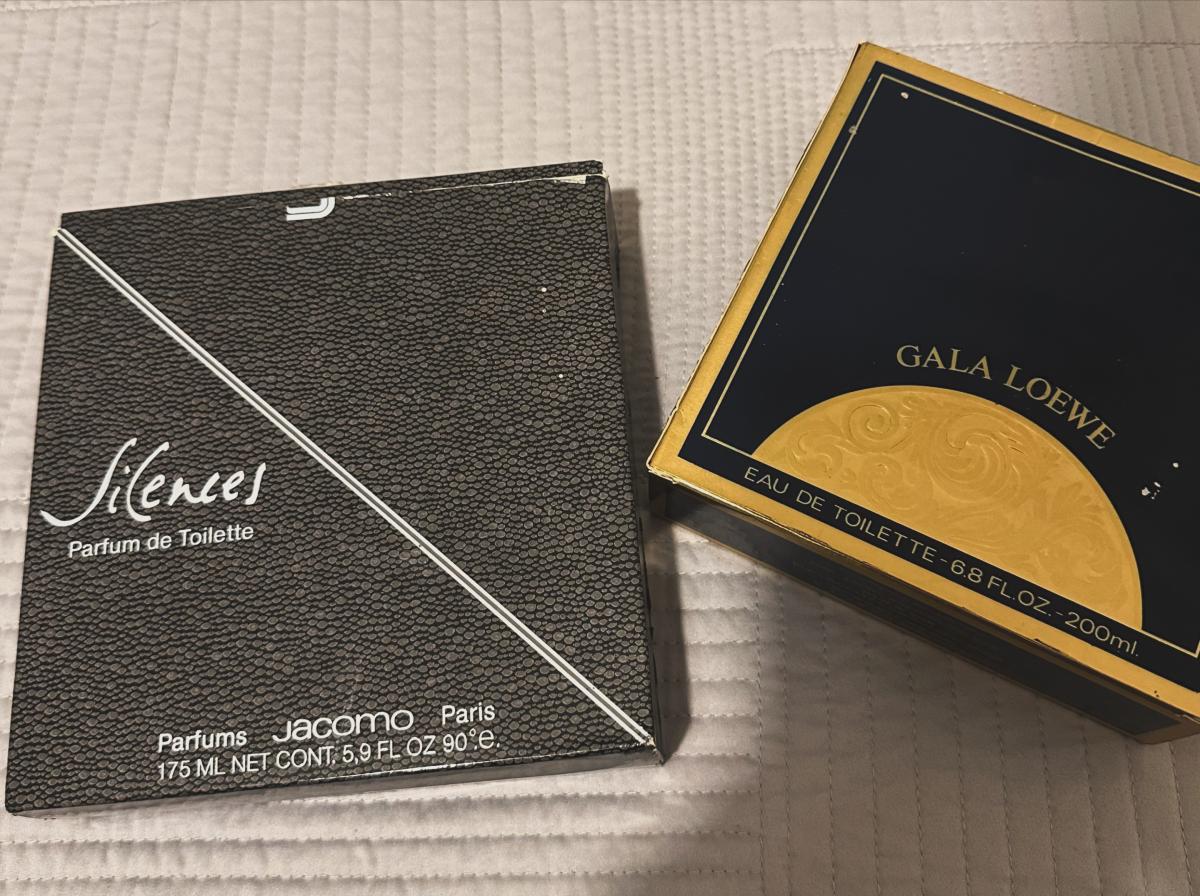 Silences
Parfum de Toilette
Parfums Jacomo Paris
175 ML NET CONT. 5,9 FL OZ 90°.e.
GALA LOEWE
EAU DE TOILETTE - 6.8 FL.OZ. - 200ml.